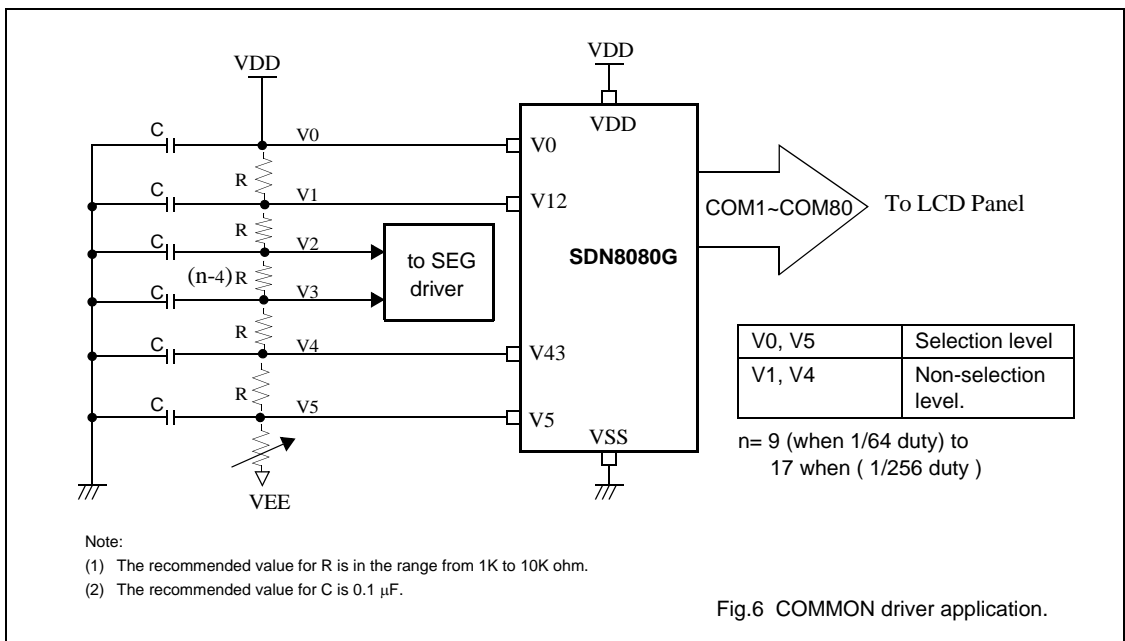 VDD
VDD
VDD
C
V0
V0
R
C
V1
V12
R
COM1~COM80
To LCD Panel
C
V2
to SEG
driver
SDN8080G
(n-4)R
C
V3
R
C
V4
V43
V0, V5 Selection level
V1, V4 Non-selection
level.
R
C
V5
V5
VSS
n= 9 (when 1/64 duty) to
17 when ( 1/256 duty )
VEE
Note:
(1) The recommended value for R is in the range from 1K to 10K ohm.
(2) The recommended value for C is 0.1 μF.
Fig.6 COMMON driver application.